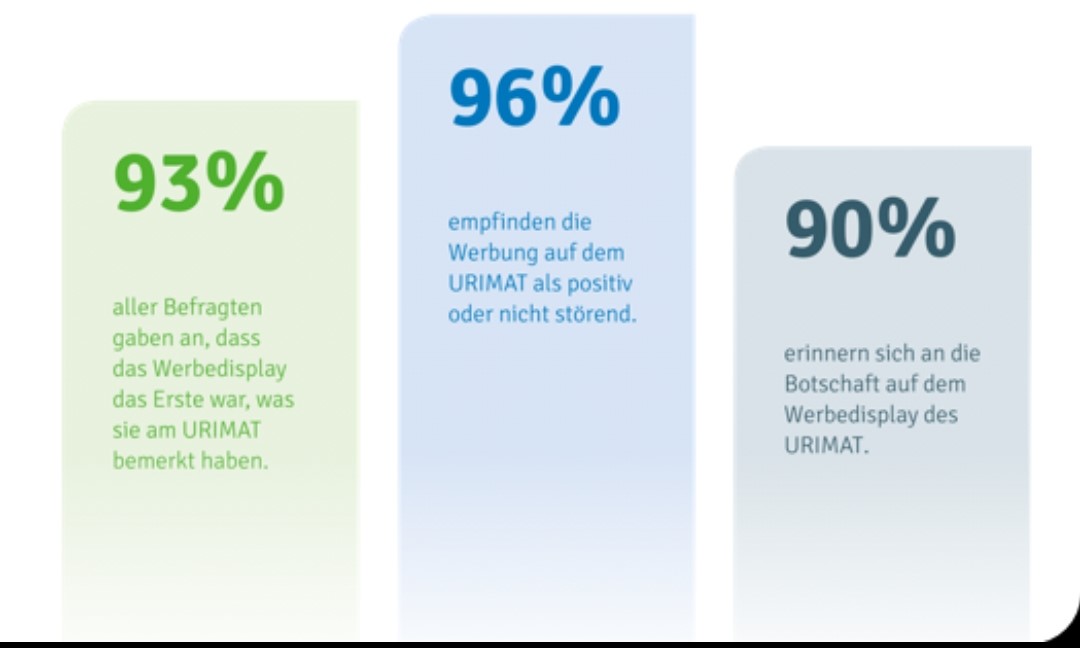 93%
aller Befragten
gaben an, dass
das Werbedisplay
das Erste war, was
sie am URIMAT
bemerkt haben.
96%
empfinden die
Werbung auf dem
URIMAT als positiv
oder nicht störend.
90%
erinnern sich an die
Botschaft auf dem
Werbedisplay des
URIMAT.